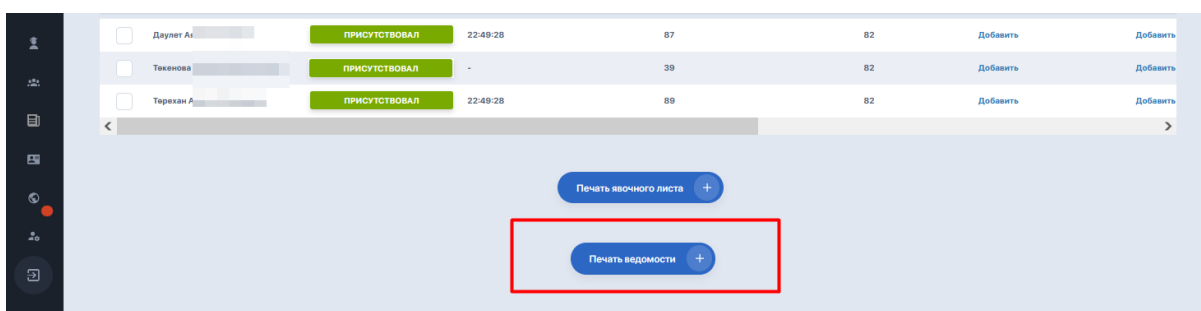 Даулет Ая ПРИСУТСТВОВАЛ 22:49:28 87 82 Добавить Добавить
Текенова ПРИСУТСТВОВАЛ - 39 82 Добавить Добавить
Терехан А ПРИСУТСТВОВАЛ 22:49:28 89 82 Добавить Добавить
Печать явочного листа +
Печать ведомости +